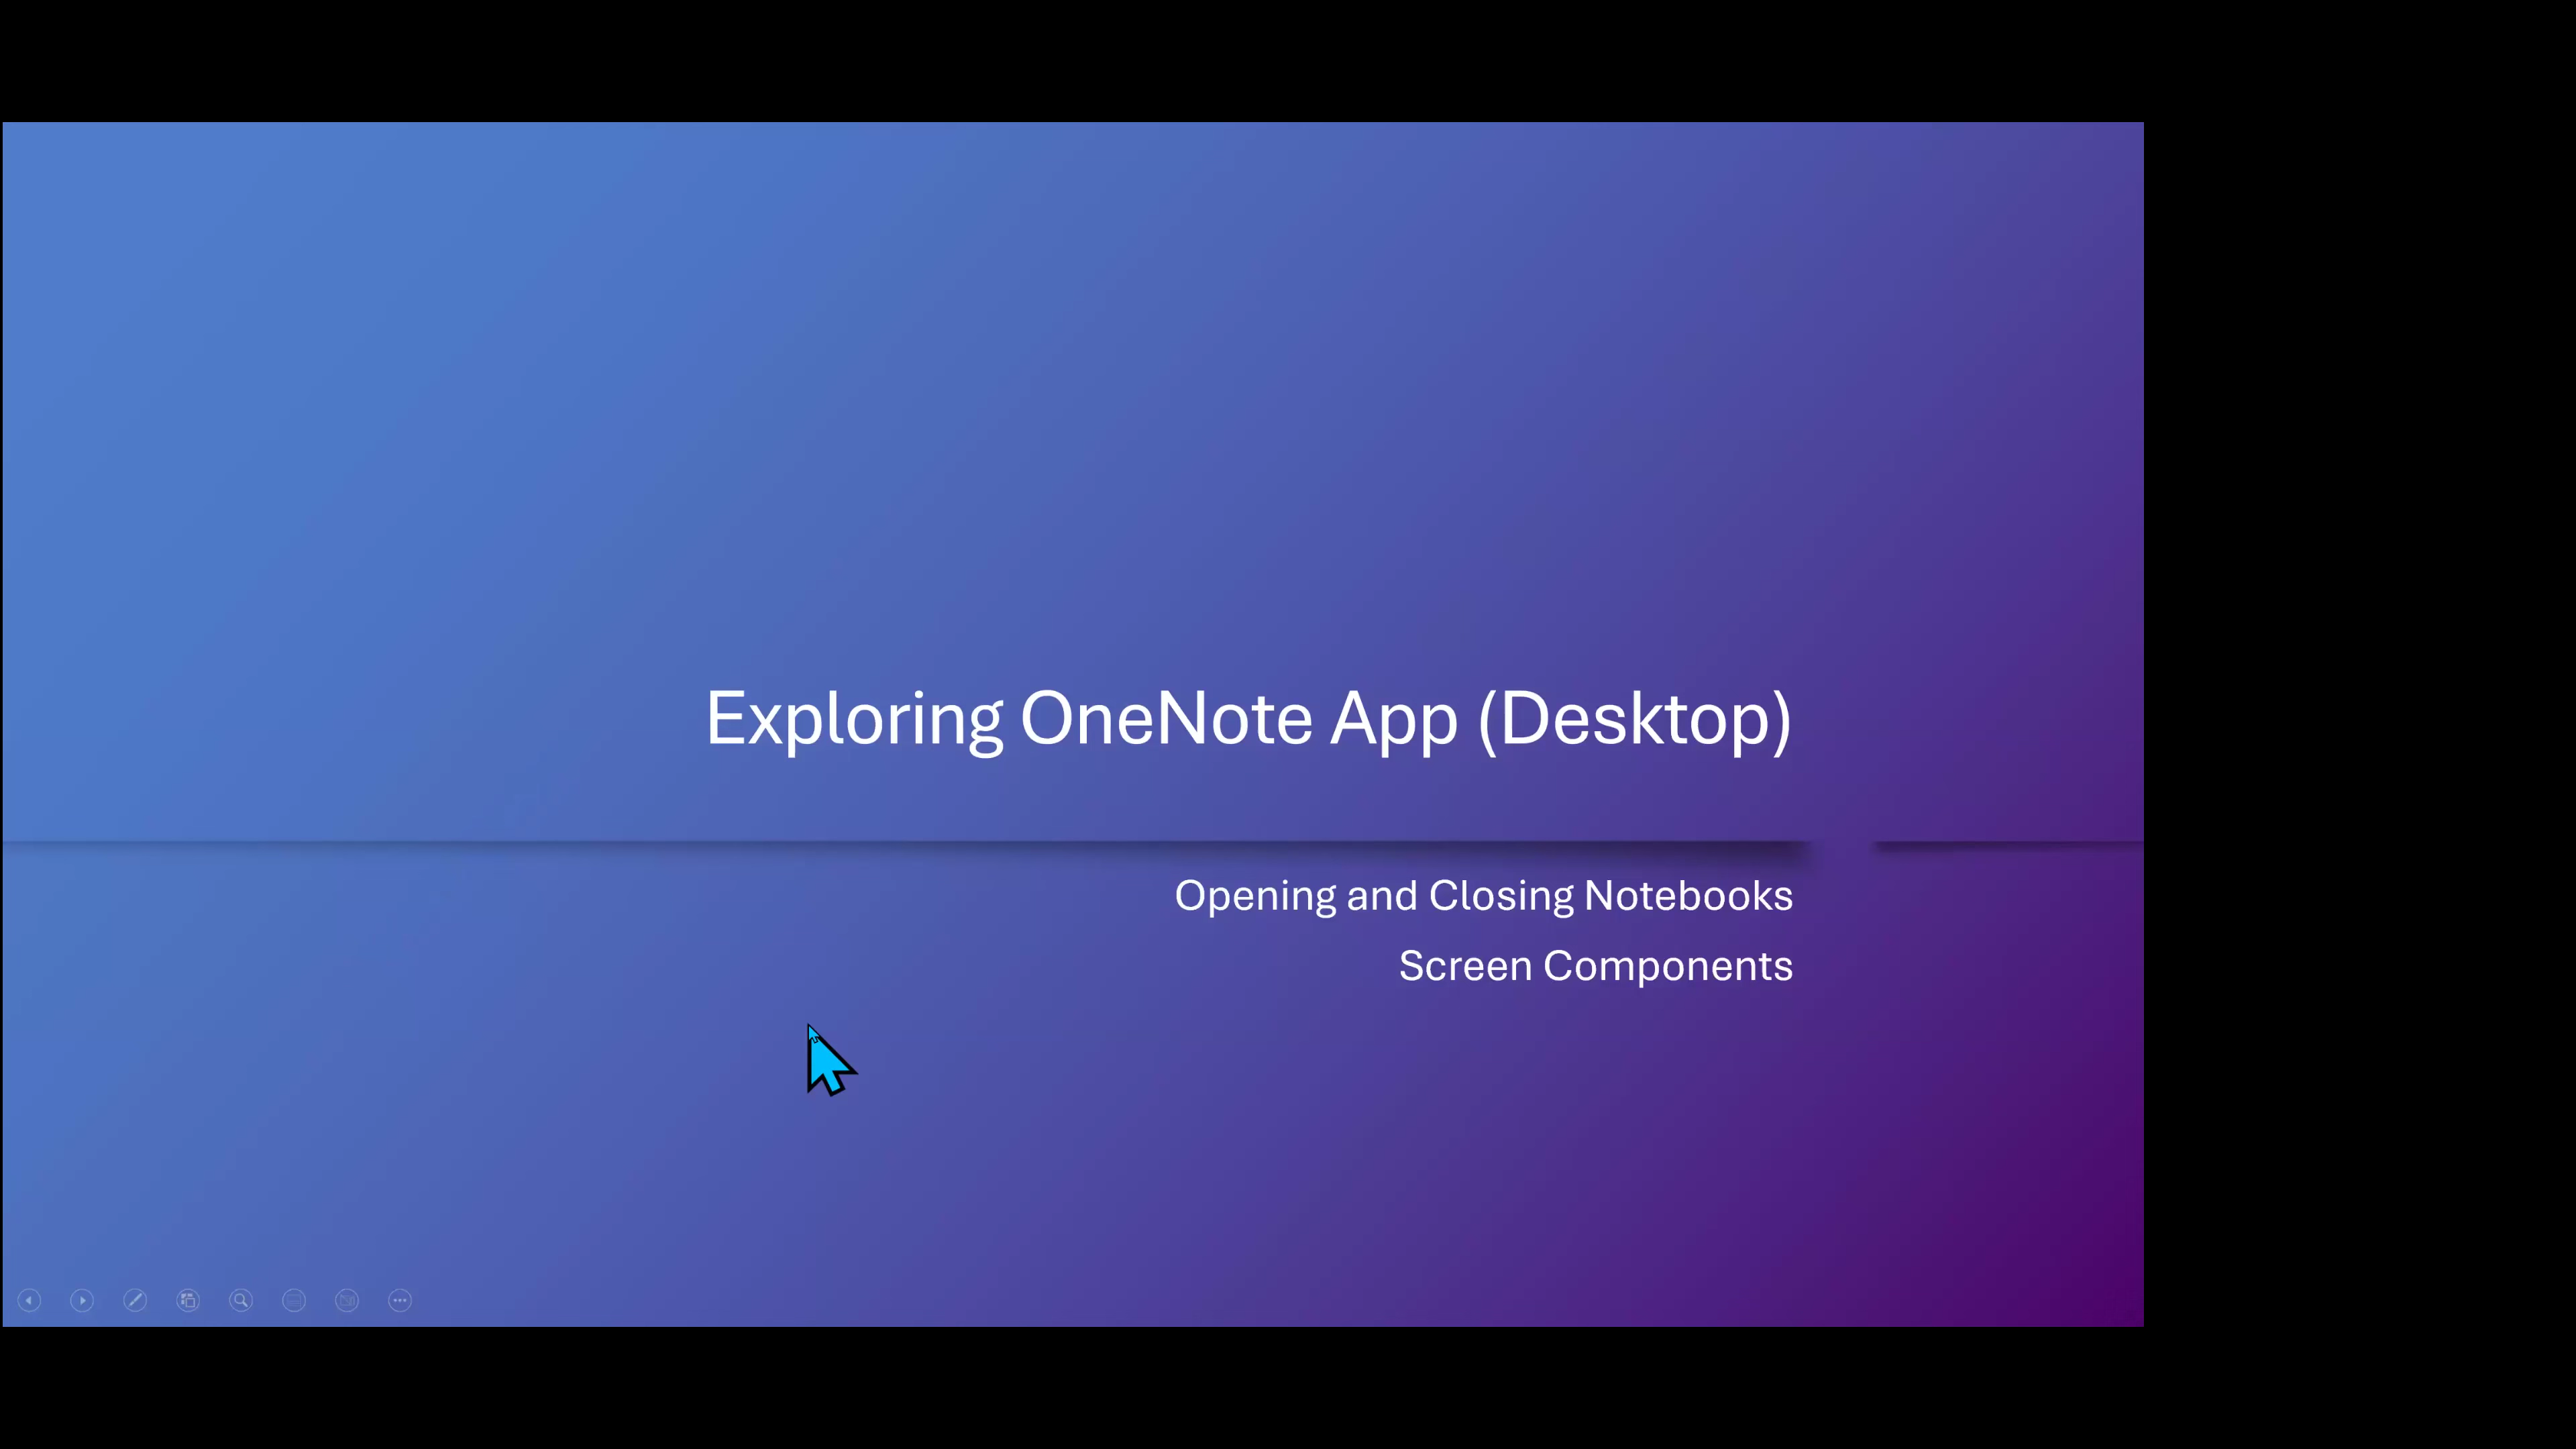 Exploring OneNote App (Desktop)
Opening and Closing Notebooks
Screen Components